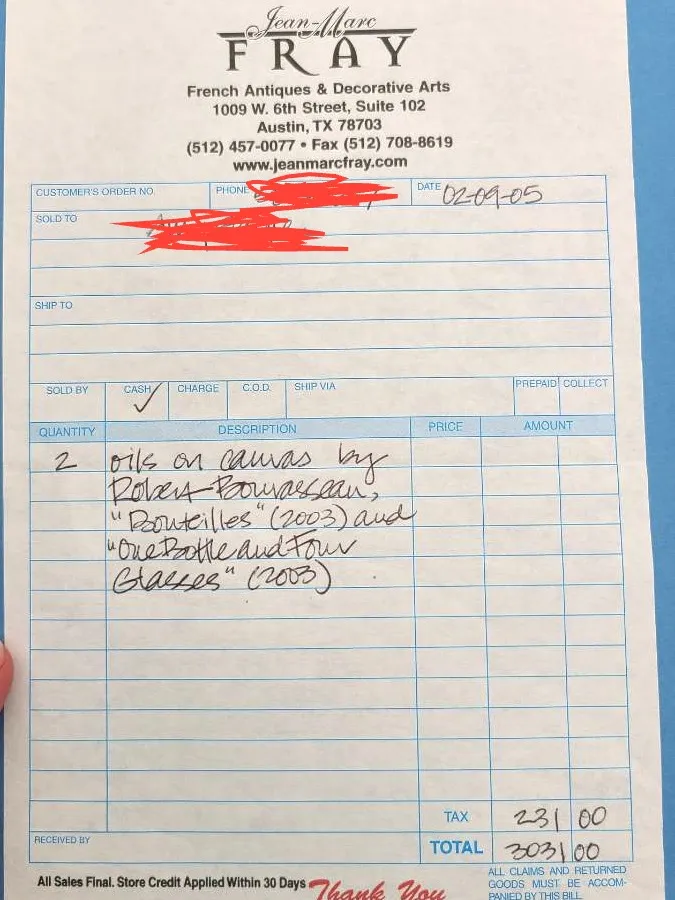 Jean-Marc
FRAY
French Antiques & Decorative Arts
1009 W. 6th Street, Suite 102
Austin, TX 78703
(512) 457-0077 • Fax (512) 708-8619
www.jeanmarcfray.com
CUSTOMER'S ORDER NO. PHONE DATE 02-09-05
SOLD TO
SHIP TO
SOLD BY CASH ✓ CHARGE C.O.D. SHIP VIA PREPAID COLLECT
QUANTITY DESCRIPTION PRICE AMOUNT
2 oils on canvas by
Robert Bouvasseau,
"Bouteilles" (2003) and
"One Bottle and Four
Glasses" (2003)
TAX 231 00
RECEIVED BY TOTAL 3031 00
All Sales Final. Store Credit Applied Within 30 Days Thank You
ALL CLAIMS AND RETURNED
GOODS MUST BE ACCOM-
PANIED BY THIS BILL